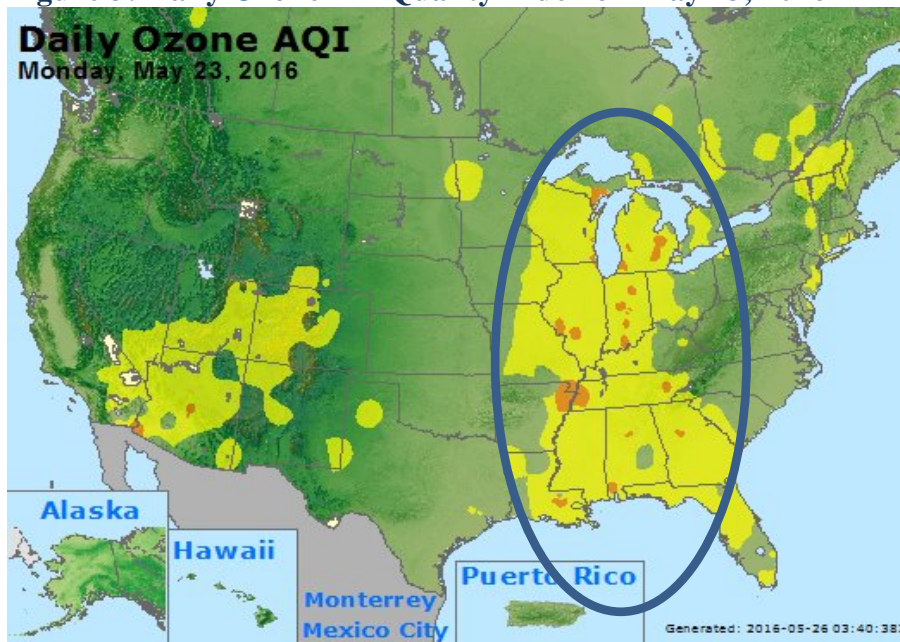 Daily Ozone AQI
Monday, May 23, 2016
Alaska
Hawaii
Monterrey
Mexico City
Puerto Rico
Generated: 2016-05-26 03:40:38